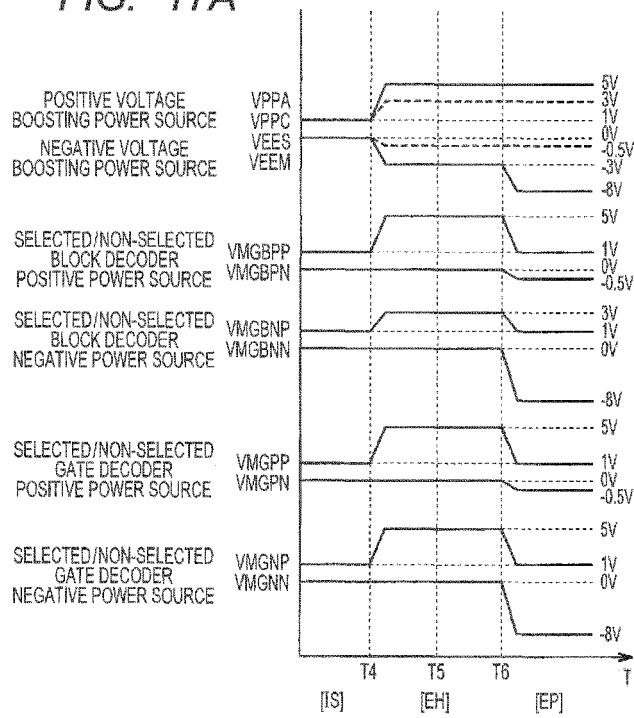 FIG. 17A
POSITIVE VOLTAGE
BOOSTING POWER SOURCE
VPPA
VPPC
5V
3V
1V
NEGATIVE VOLTAGE
BOOSTING POWER SOURCE
VEES
VEEM
0V
-0.5V
-3V
-8V
SELECTED/NON-SELECTED
BLOCK DECODER
POSITIVE POWER SOURCE
VMGBPP
VMGBPN
5V
1V
0V
-0.5V
SELECTED/NON-SELECTED
BLOCK DECODER
NEGATIVE POWER SOURCE
VMGBNP
VMGBNN
3V
1V
0V
-8V
SELECTED/NON-SELECTED
GATE DECODER
POSITIVE POWER SOURCE
VMGPP
VMGPN
5V
1V
0V
-0.5V
SELECTED/NON-SELECTED
GATE DECODER
NEGATIVE POWER SOURCE
VMGNP
VMGNN
5V
1V
0V
-8V
T4 T5 T6 T
[IS] [EH] [EP]